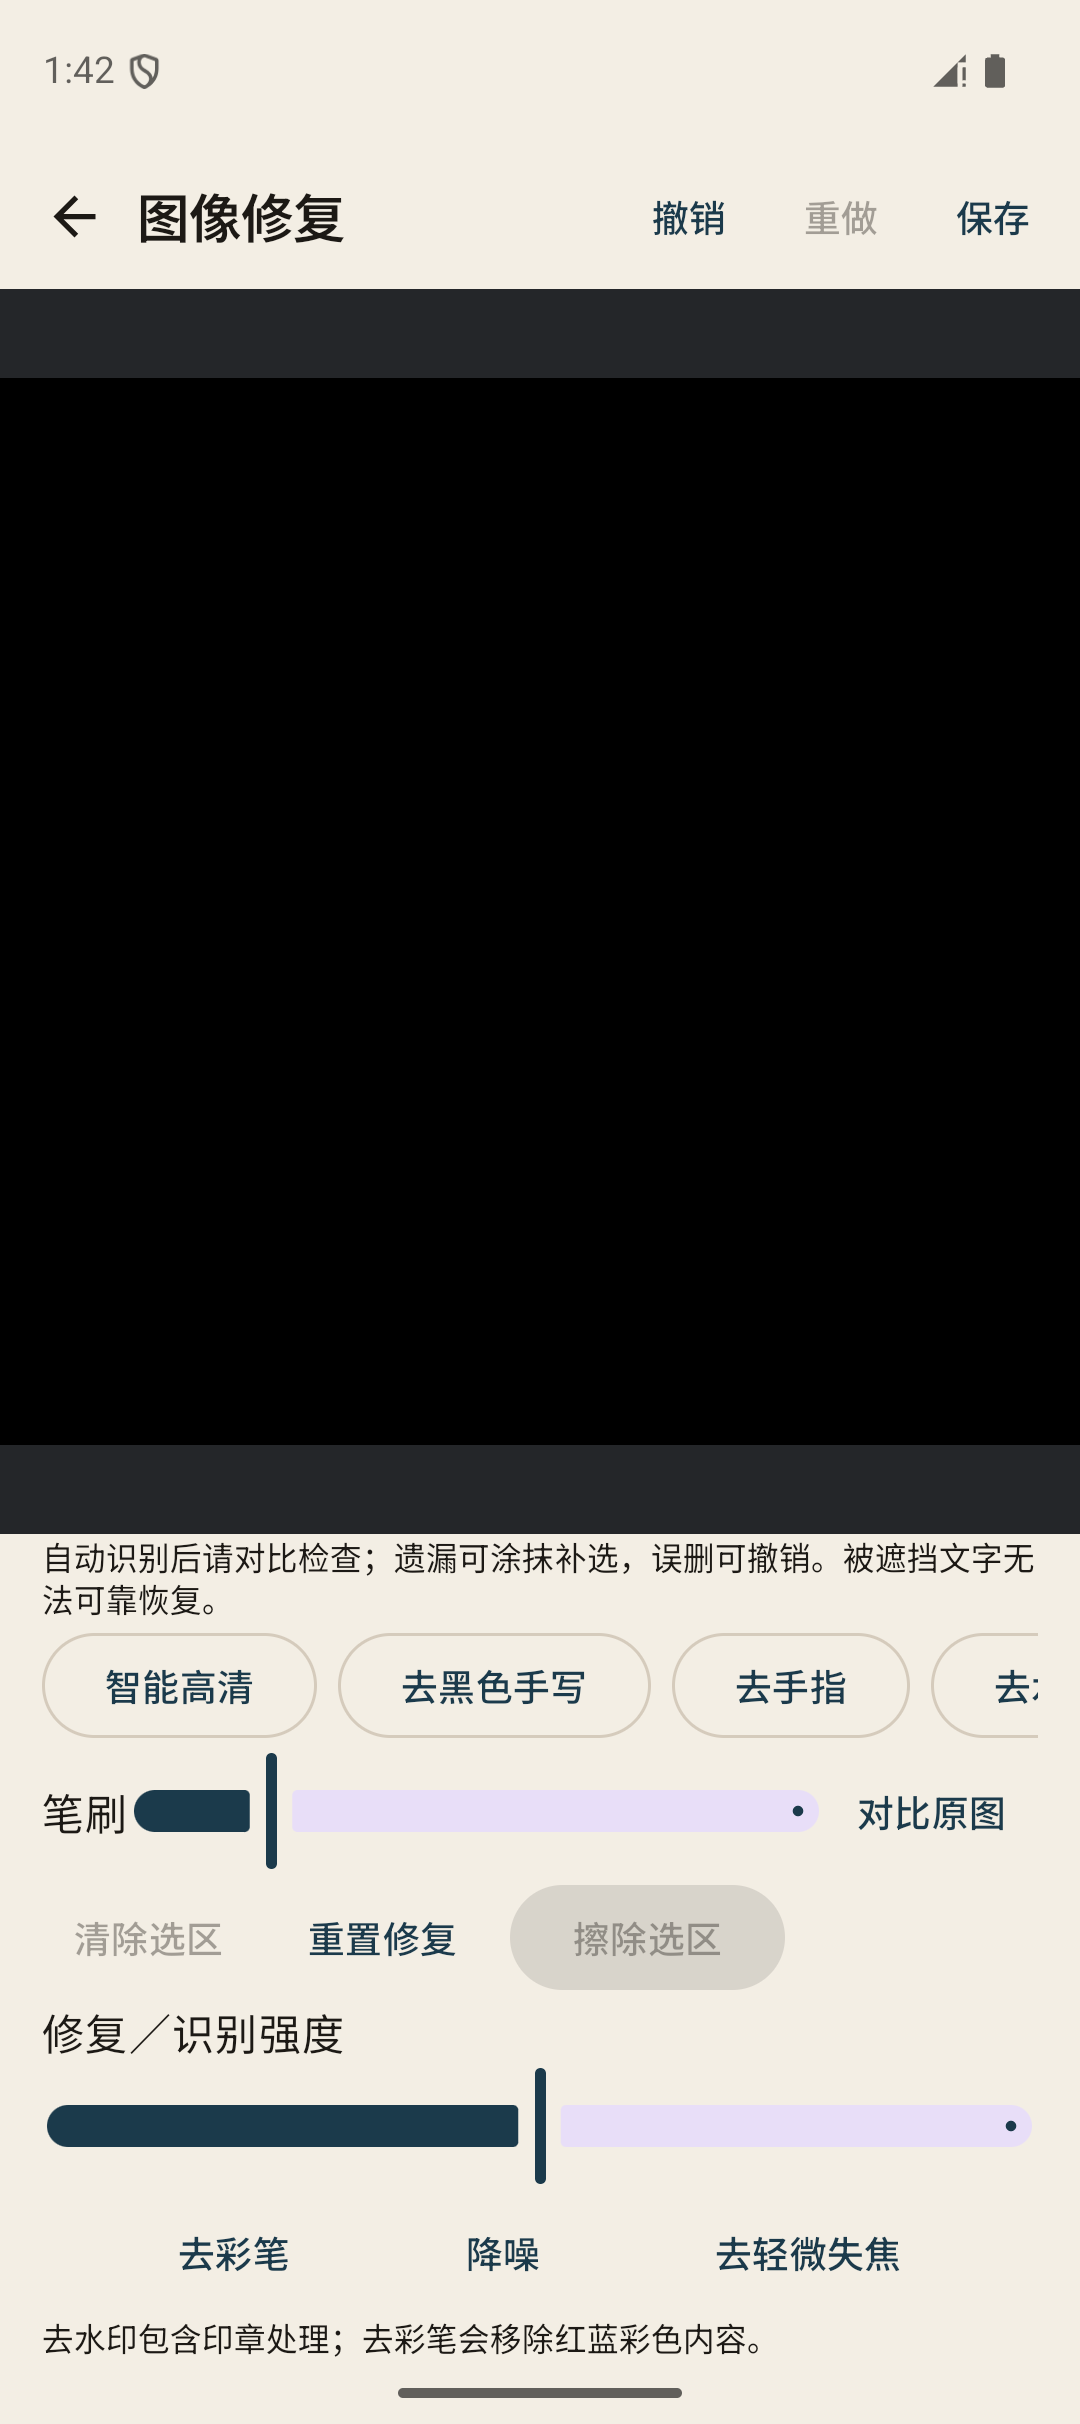 1:42
图像修复
撤销
重做
保存
自动识别后请对比检查；遗漏可涂抹补选，误删可撤销。被遮挡文字无
法可靠恢复。
智能高清
去黑色手写
去手指
去
笔刷
对比原图
清除选区
重置修复
擦除选区
修复／识别强度
去彩笔
降噪
去轻微失焦
去水印包含印章处理；去彩笔会移除红蓝彩色内容。